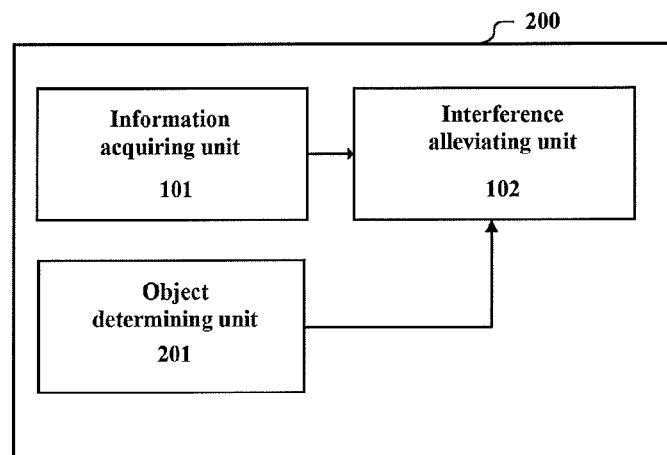 200
Information
acquiring unit
101
Interference
alleviating unit
102
Object
determining unit
201